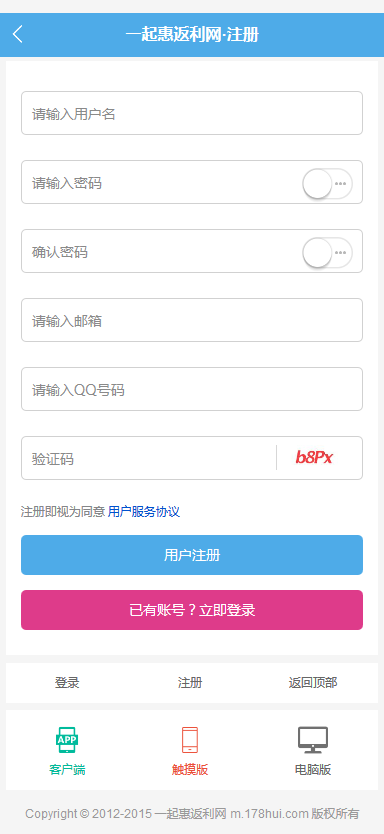 一起惠返利网·注册
请输入用户名
请输入密码
确认密码
请输入邮箱
请输入QQ号码
验证码 b8Px
注册即视为同意 用户服务协议
用户注册
已有账号？立即登录
登录 注册 返回顶部
APP
客户端 触摸版 电脑版
Copyright © 2012-2015 一起惠返利网 m.178hui.com 版权所有